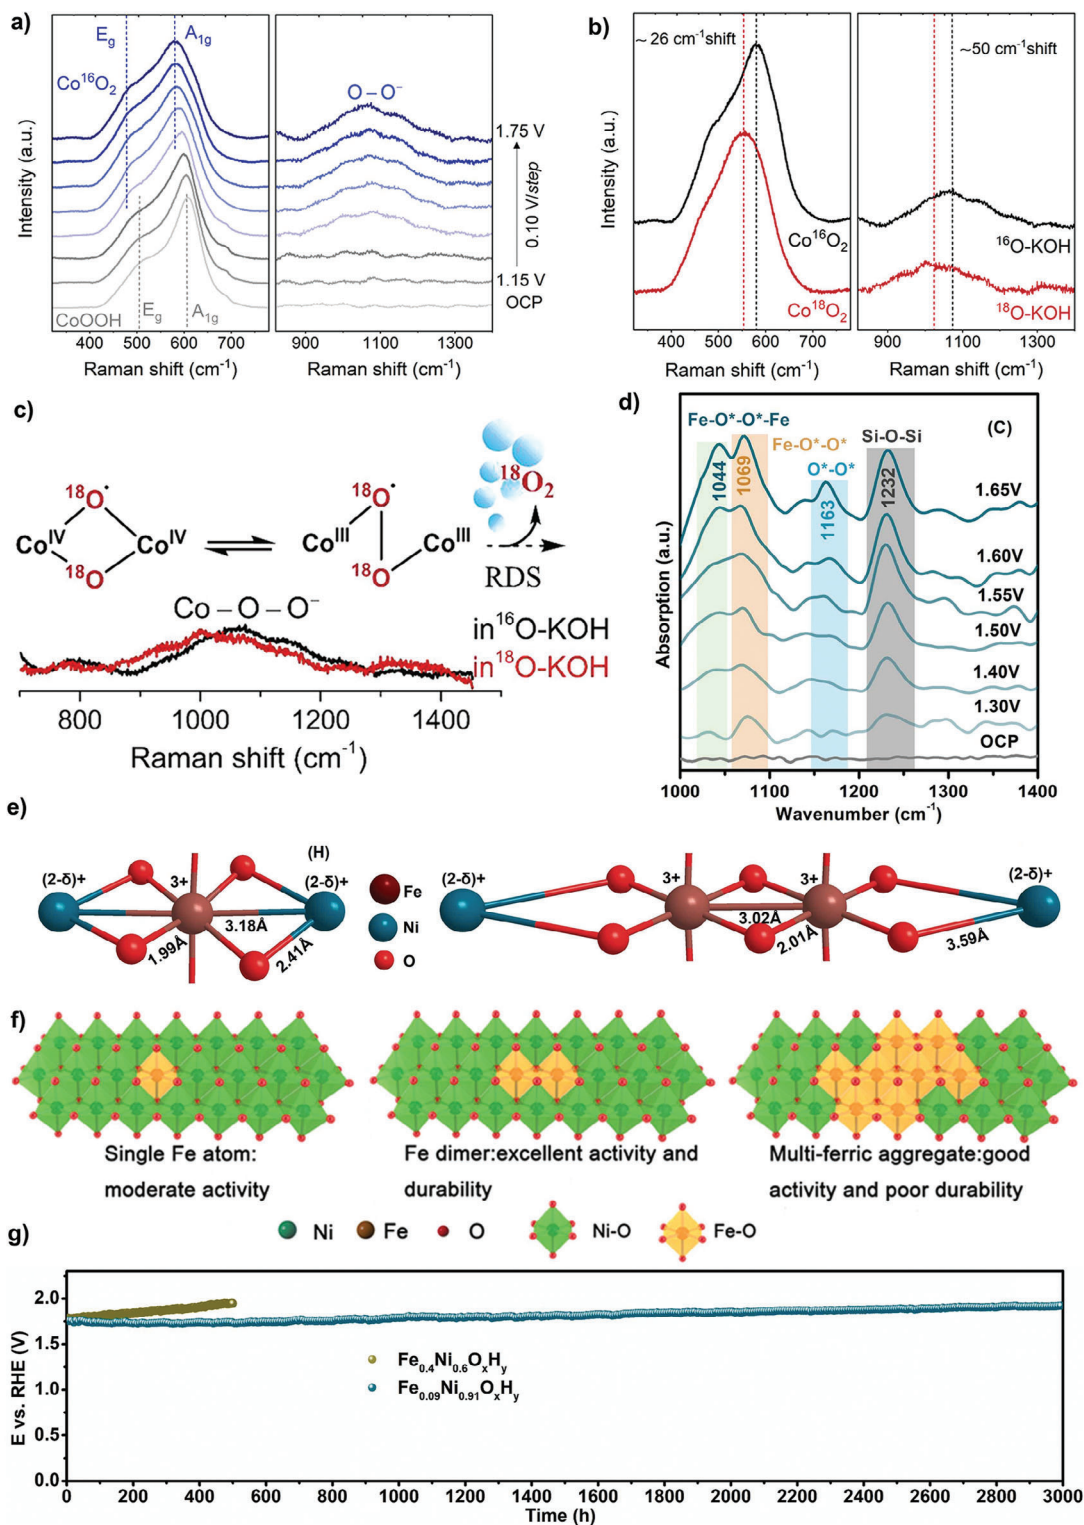 a)
E_g
A_1g
Co^16O_2
O – O^–
1.75 V
0.10 V/step
1.15 V
OCP
CoOOH
E_g
A_1g
Intensity (a.u.)
400 500 600 700
900 1100 1300
Raman shift (cm^-1)
Raman shift (cm^-1)
b)
~ 26 cm^-1shift
~50 cm^-1shift
Co^16O_2
^16O-KOH
Co^18O_2
^18O-KOH
Intensity (a.u.)
400 500 600 700
900 1100 1300
Raman shift (cm^-1)
Raman shift (cm^-1)
c)
^18O_2
^18O·
^18O·
Co^IV
Co^IV
Co^III
Co^III
^18O
^18O
RDS
Co – O – O^–
in^16O-KOH
in^18O-KOH
800 1000 1200 1400
Raman shift (cm^-1)
d)
Fe-O*-O*-Fe
(C)
Fe-O*-O*
Si-O-Si
O*-O*
1044
1069
1163
1232
1.65V
1.60V
1.55V
1.50V
1.40V
1.30V
OCP
Absorption (a.u.)
1000 1100 1200 1300 1400
Wavenumber (cm^-1)
e)
(H)
(2-δ)+
3+
(2-δ)+
3.18Å
1.99Å
2.41Å
Fe
Ni
O
(2-δ)+
3+
3+
(2-δ)+
3.02Å
2.01Å
3.59Å
f)
Single Fe atom:
moderate activity
Fe dimer:excellent activity and
durability
Multi-ferric aggregate:good
activity and poor durability
Ni
Fe
O
Ni-O
Fe-O
g)
E vs. RHE (V)
2.0
1.5
1.0
0.5
0.0
Fe_0.4Ni_0.6O_xH_y
Fe_0.09Ni_0.91O_xH_y
0 200 400 600 800 1000 1200 1400 1600 1800 2000 2200 2400 2600 2800 3000
Time (h)